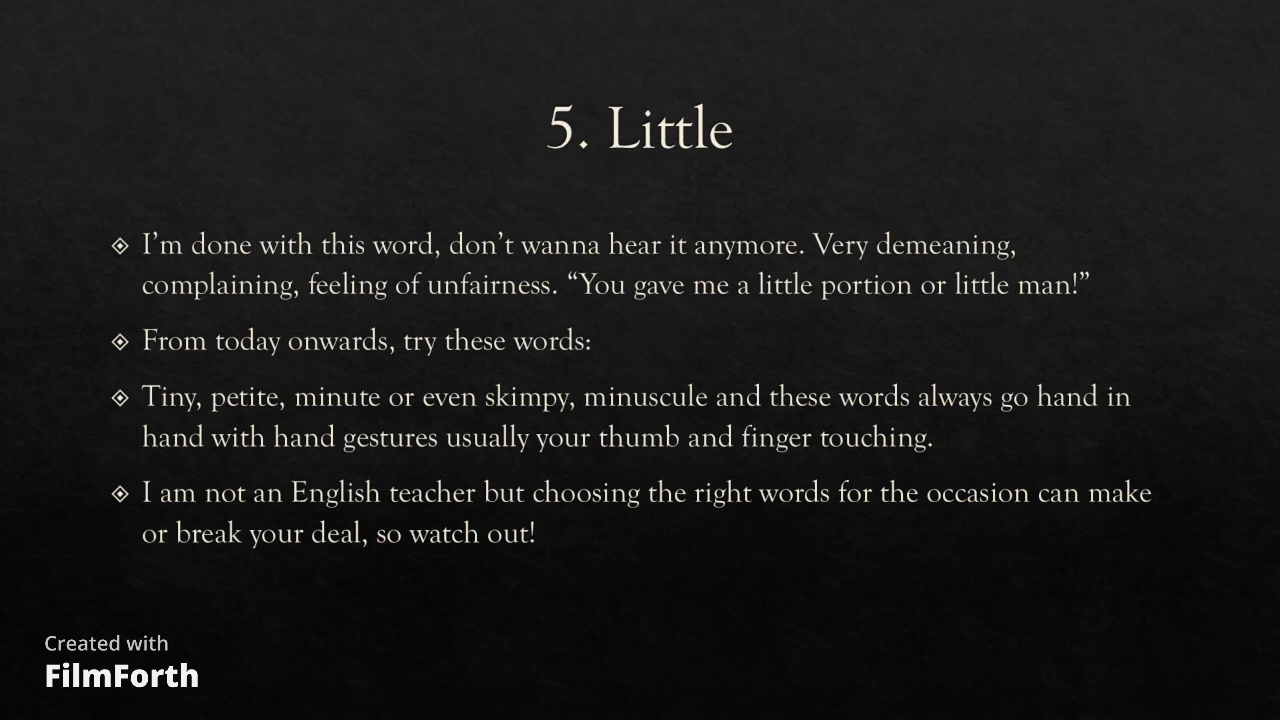 5. Little
I’m done with this word, don’t wanna hear it anymore. Very demeaning,
complaining, feeling of unfairness. “You gave me a little portion or little man!”
From today onwards, try these words:
Tiny, petite, minute or even skimpy, minuscule and these words always go hand in
hand with hand gestures usually your thumb and finger touching.
I am not an English teacher but choosing the right words for the occasion can make
or break your deal, so watch out!
Created with
FilmForth